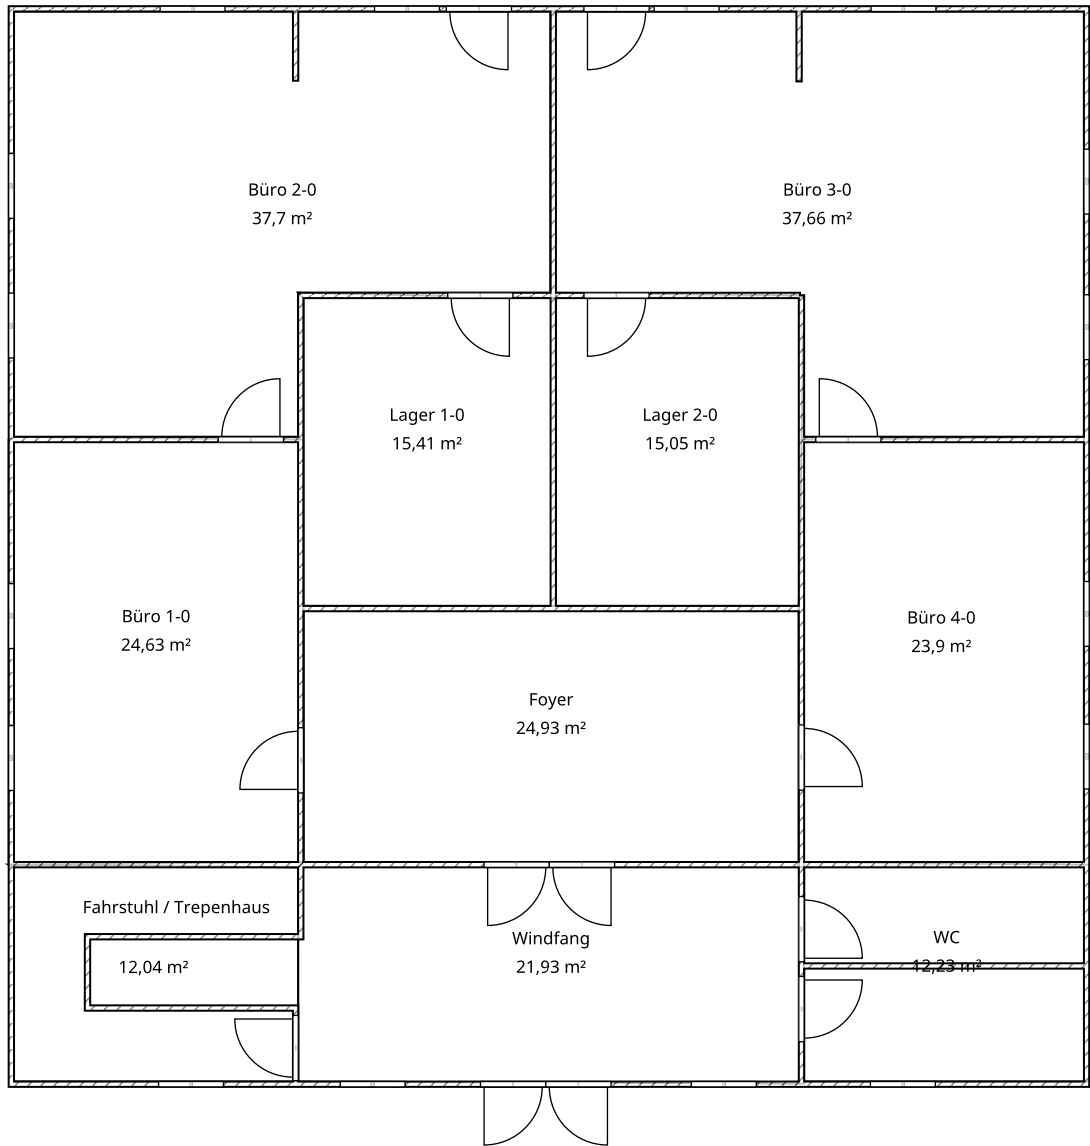 Büro 2-0
37,7 m²
Büro 3-0
37,66 m²
Lager 1-0
15,41 m²
Lager 2-0
15,05 m²
Büro 1-0
24,63 m²
Büro 4-0
23,9 m²
Foyer
24,93 m²
Fahrstuhl / Trepenhaus
12,04 m²
Windfang
21,93 m²
WC
12,23 m²